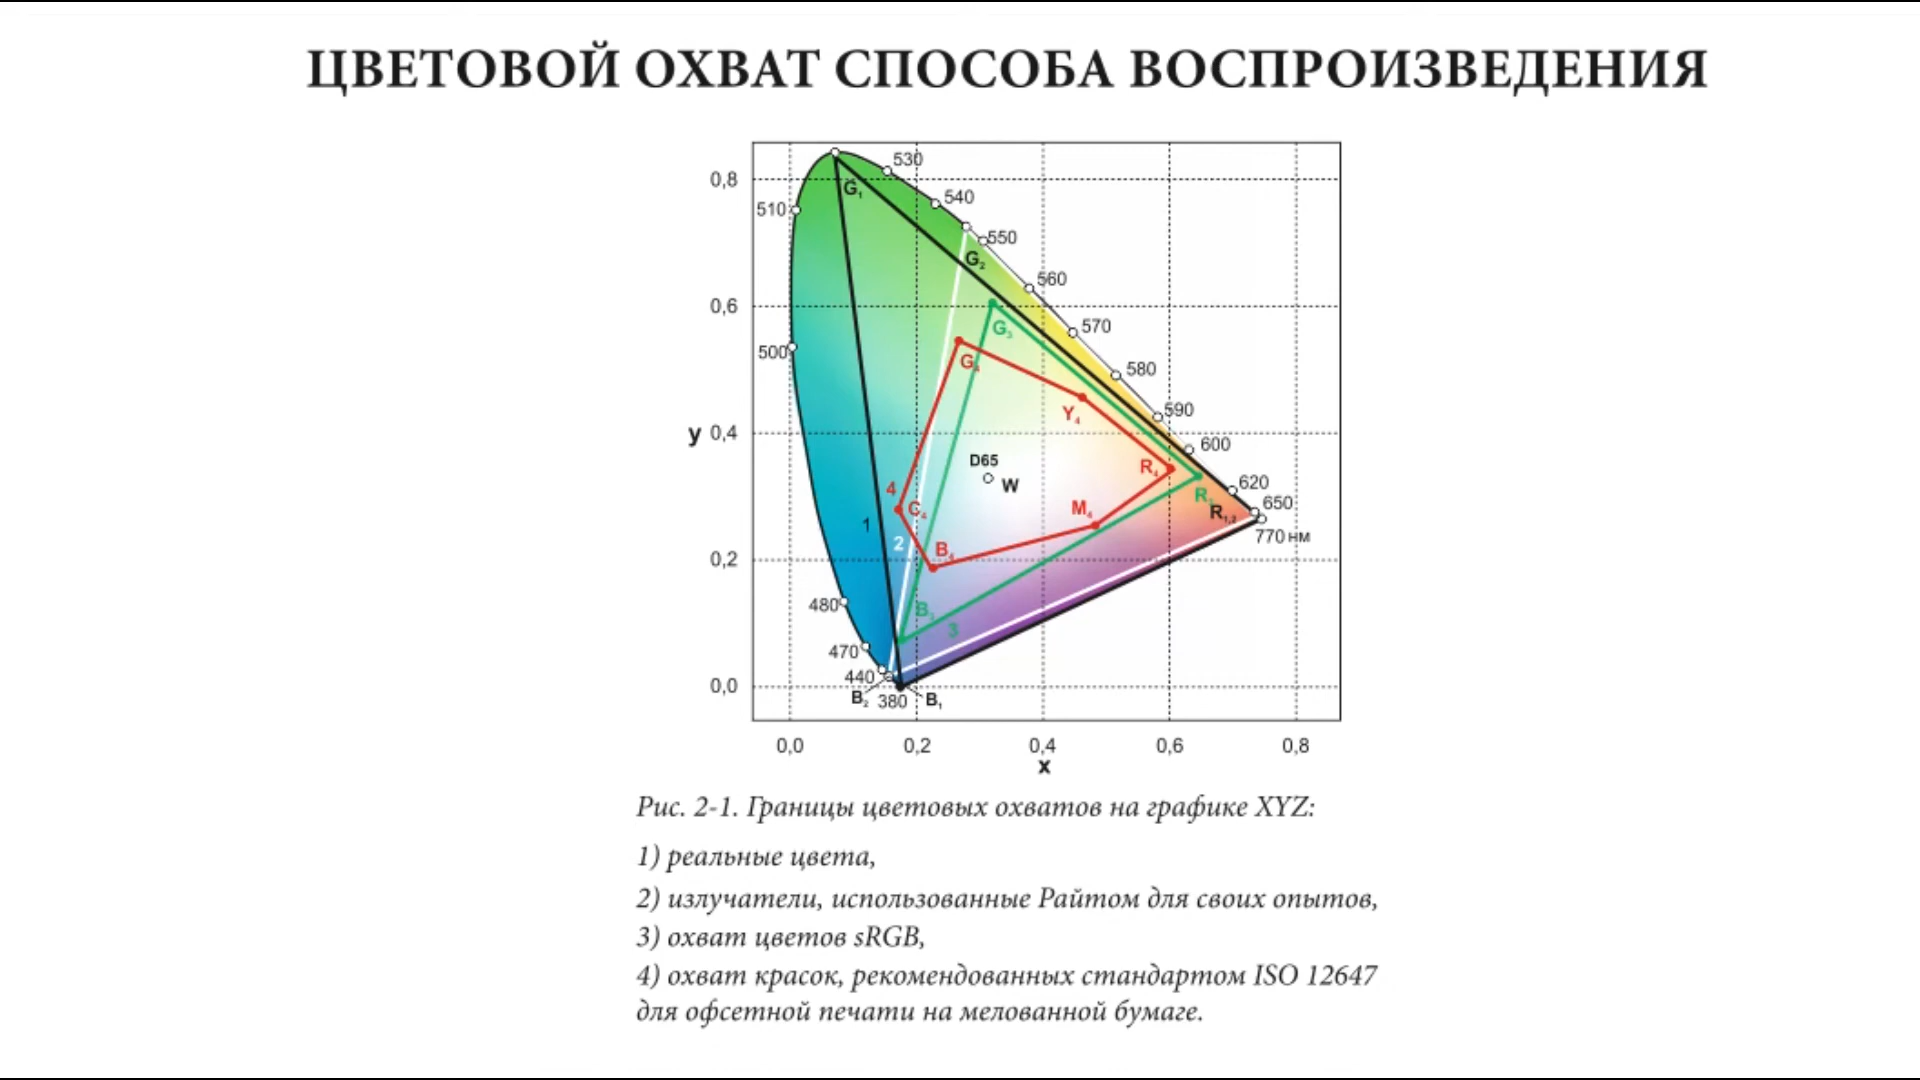 ЦВЕТОВОЙ ОХВАТ СПОСОБА ВОСПРОИЗВЕДЕНИЯ
530
0,8
G₁
540
510
550
G₂
560
0,6
G₃
570
500
G₄
580
Y₄
590
y
0,4
600
D65
R₄
W
620
4
R₃
650
C₄
M₄
R₁,₂
1
770 нм
2
B₄
0,2
480
B₃
3
470
440
0,0
B₂
380
B₁
0,0
0,2
0,4
0,6
0,8
x
Рис. 2-1. Границы цветовых охватов на графике XYZ:
1) реальные цвета,
2) излучатели, использованные Райтом для своих опытов,
3) охват цветов sRGB,
4) охват красок, рекомендованных стандартом ISO 12647
для офсетной печати на мелованной бумаге.